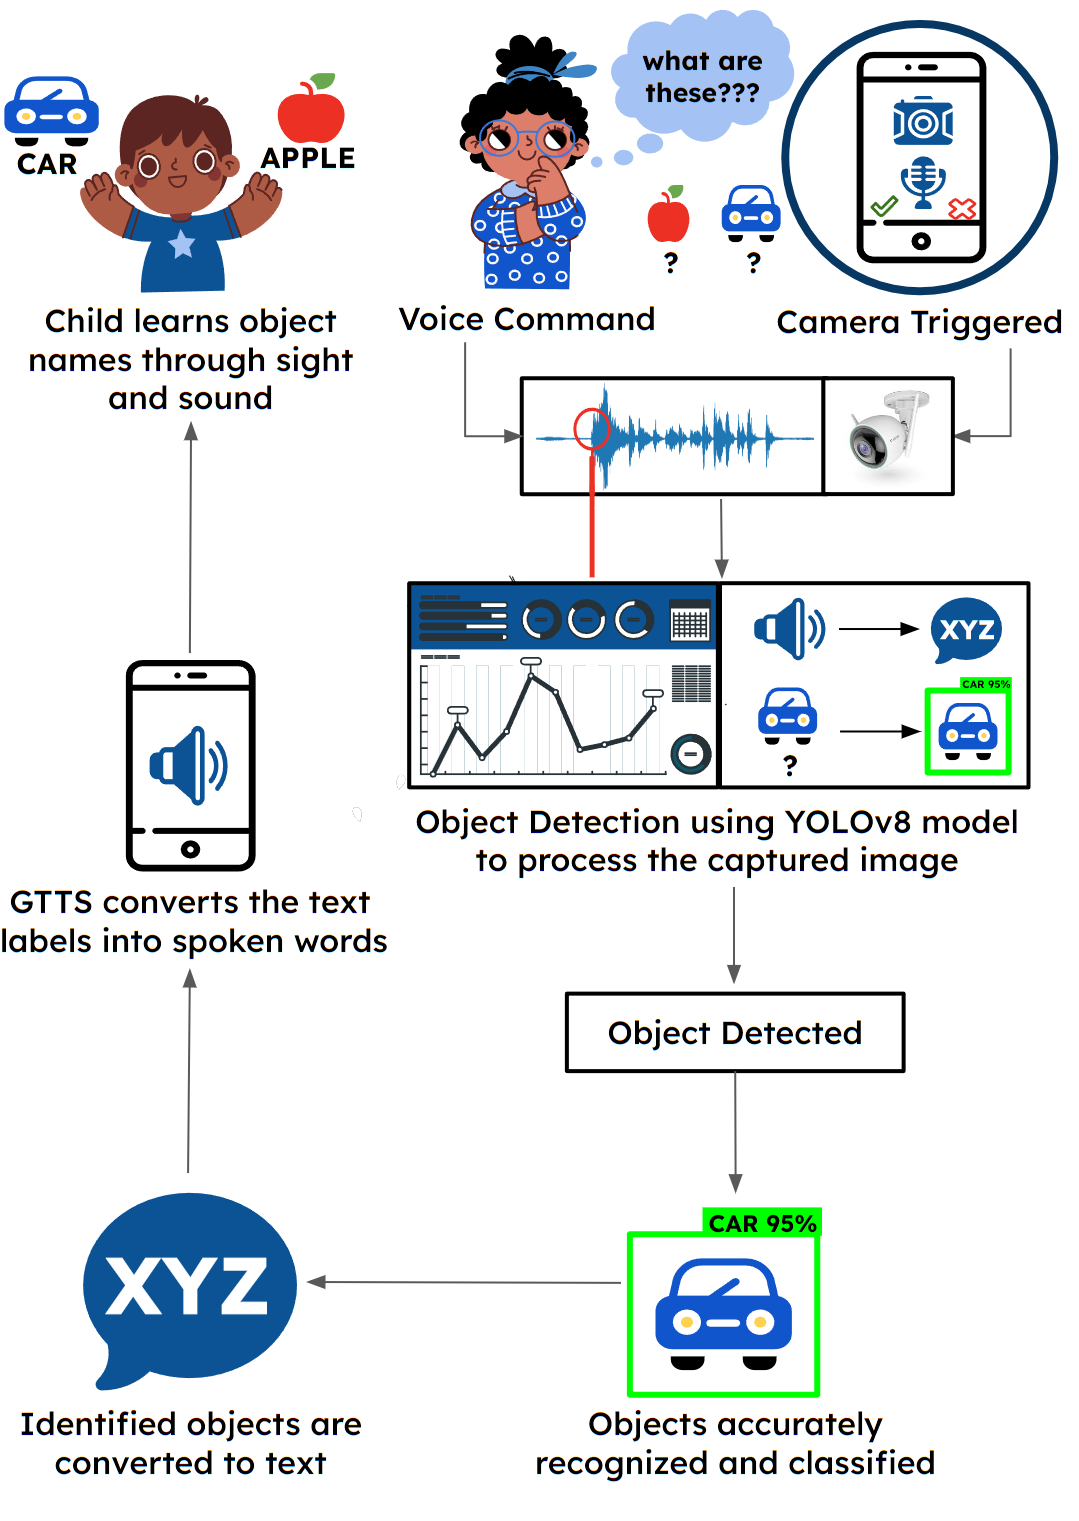 what are
these???
CAR
APPLE
?
?
Child learns object
names through sight
and sound
Voice Command
Camera Triggered
XYZ
CAR 95%
?
Object Detection using YOLOv8 model
to process the captured image
GTTS converts the text
labels into spoken words
Object Detected
CAR 95%
XYZ
Identified objects are
converted to text
Objects accurately
recognized and classified